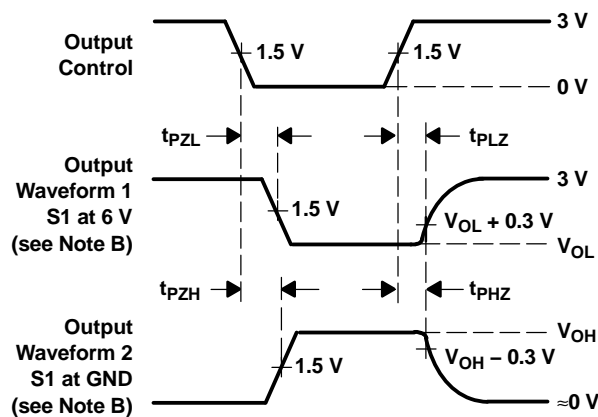 3 V
Output
Control
1.5 V
1.5 V
0 V
tPZL
tPLZ
Output
Waveform 1
S1 at 6 V
(see Note B)
3 V
1.5 V
VOL + 0.3 V
VOL
tPZH
tPHZ
Output
Waveform 2
S1 at GND
(see Note B)
VOH
1.5 V
VOH − 0.3 V
≈0 V